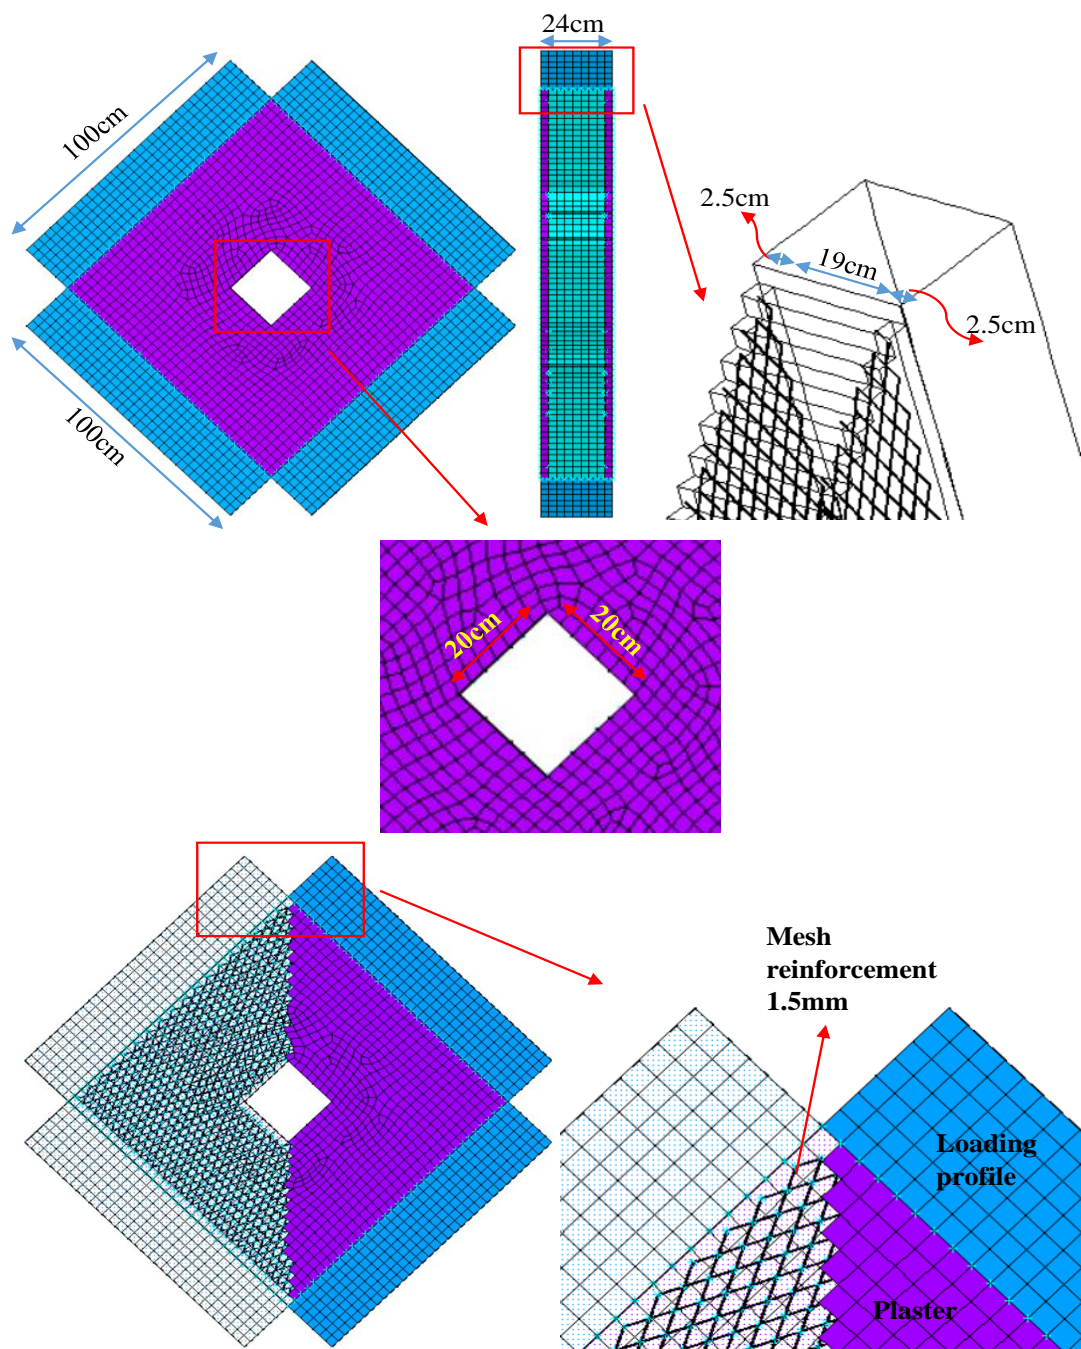 24cm
100cm
2.5cm
19cm
2.5cm
100cm
20cm
20cm
Mesh
reinforcement
1.5mm
Loading
profile
Plaster